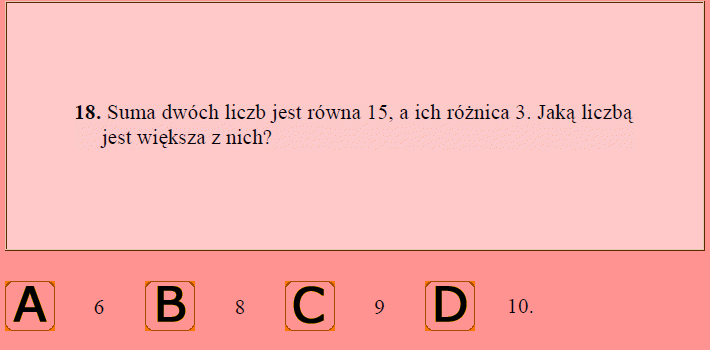 18. Suma dwóch liczb jest równa 15, a ich różnica 3. Jaką liczbą
jest większa z nich?
A 6 B 8 C 9 D 10.